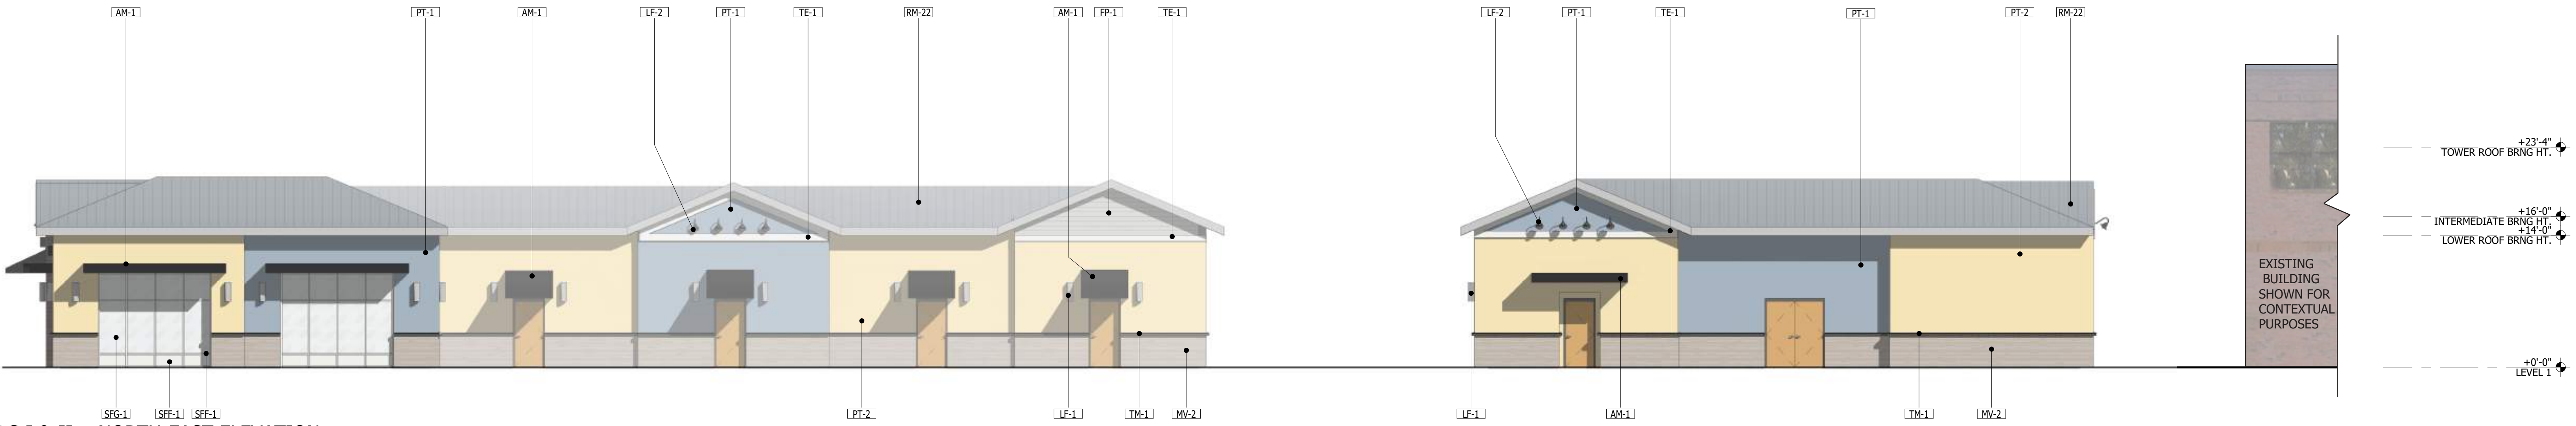 AM-1
PT-1
AM-1
LF-2
PT-1
TE-1
RM-22
AM-1
FP-1
TE-1
LF-2
PT-1
TE-1
PT-1
PT-2
RM-22
+23'-4"
TOWER ROOF BRNG HT.
+16'-0"
INTERMEDIATE BRNG HT.
+14'-0"
LOWER ROOF BRNG HT.
EXISTING
BUILDING
SHOWN FOR
CONTEXTUAL
PURPOSES
+0'-0"
LEVEL 1
SFG-1
SFF-1
SFF-1
PT-2
LF-1
TM-1
MV-2
LF-1
AM-1
TM-1
MV-2
NORTH EAST ELEVATION